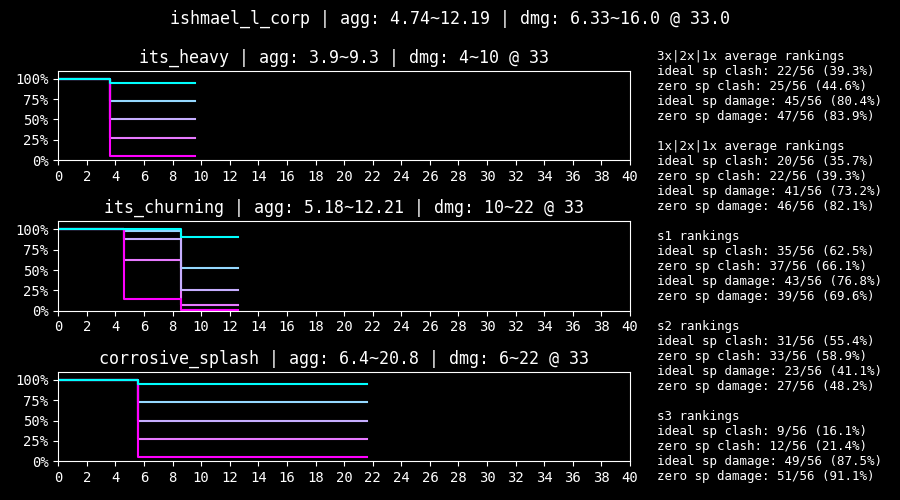 ishmael_l_corp | agg: 4.74~12.19 | dmg: 6.33~16.0 @ 33.0
its_heavy | agg: 3.9~9.3 | dmg: 4~10 @ 33
100%
75%
50%
25%
0%
0 2 4 6 8 10 12 14 16 18 20 22 24 26 28 30 32 34 36 38 40
its_churning | agg: 5.18~12.21 | dmg: 10~22 @ 33
100%
75%
50%
25%
0%
0 2 4 6 8 10 12 14 16 18 20 22 24 26 28 30 32 34 36 38 40
corrosive_splash | agg: 6.4~20.8 | dmg: 6~22 @ 33
100%
75%
50%
25%
0%
0 2 4 6 8 10 12 14 16 18 20 22 24 26 28 30 32 34 36 38 40
3x|2x|1x average rankings
ideal sp clash: 22/56 (39.3%)
zero sp clash: 25/56 (44.6%)
ideal sp damage: 45/56 (80.4%)
zero sp damage: 47/56 (83.9%)
1x|2x|1x average rankings
ideal sp clash: 20/56 (35.7%)
zero sp clash: 22/56 (39.3%)
ideal sp damage: 41/56 (73.2%)
zero sp damage: 46/56 (82.1%)
s1 rankings
ideal sp clash: 35/56 (62.5%)
zero sp clash: 37/56 (66.1%)
ideal sp damage: 43/56 (76.8%)
zero sp damage: 39/56 (69.6%)
s2 rankings
ideal sp clash: 31/56 (55.4%)
zero sp clash: 33/56 (58.9%)
ideal sp damage: 23/56 (41.1%)
zero sp damage: 27/56 (48.2%)
s3 rankings
ideal sp clash: 9/56 (16.1%)
zero sp clash: 12/56 (21.4%)
ideal sp damage: 49/56 (87.5%)
zero sp damage: 51/56 (91.1%)